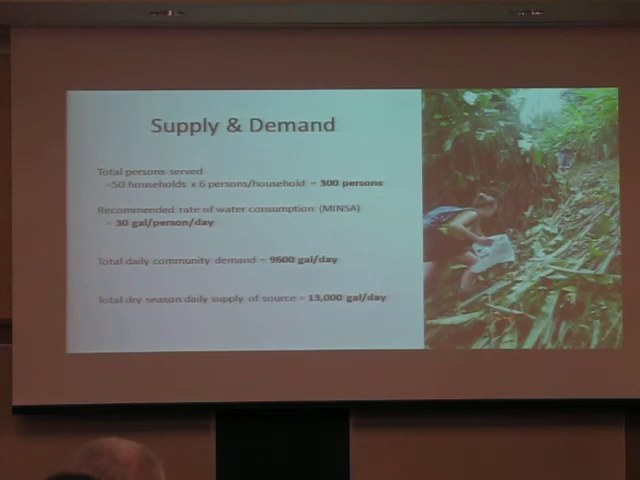 Supply & Demand
Total persons served
~50 households x 6 persons/household = 300 persons
Recommended rate of water consumption (MINSA)
= 30 gal/person/day
Total daily community demand = 9600 gal/day
Total dry season daily supply of source = 13,000 gal/day